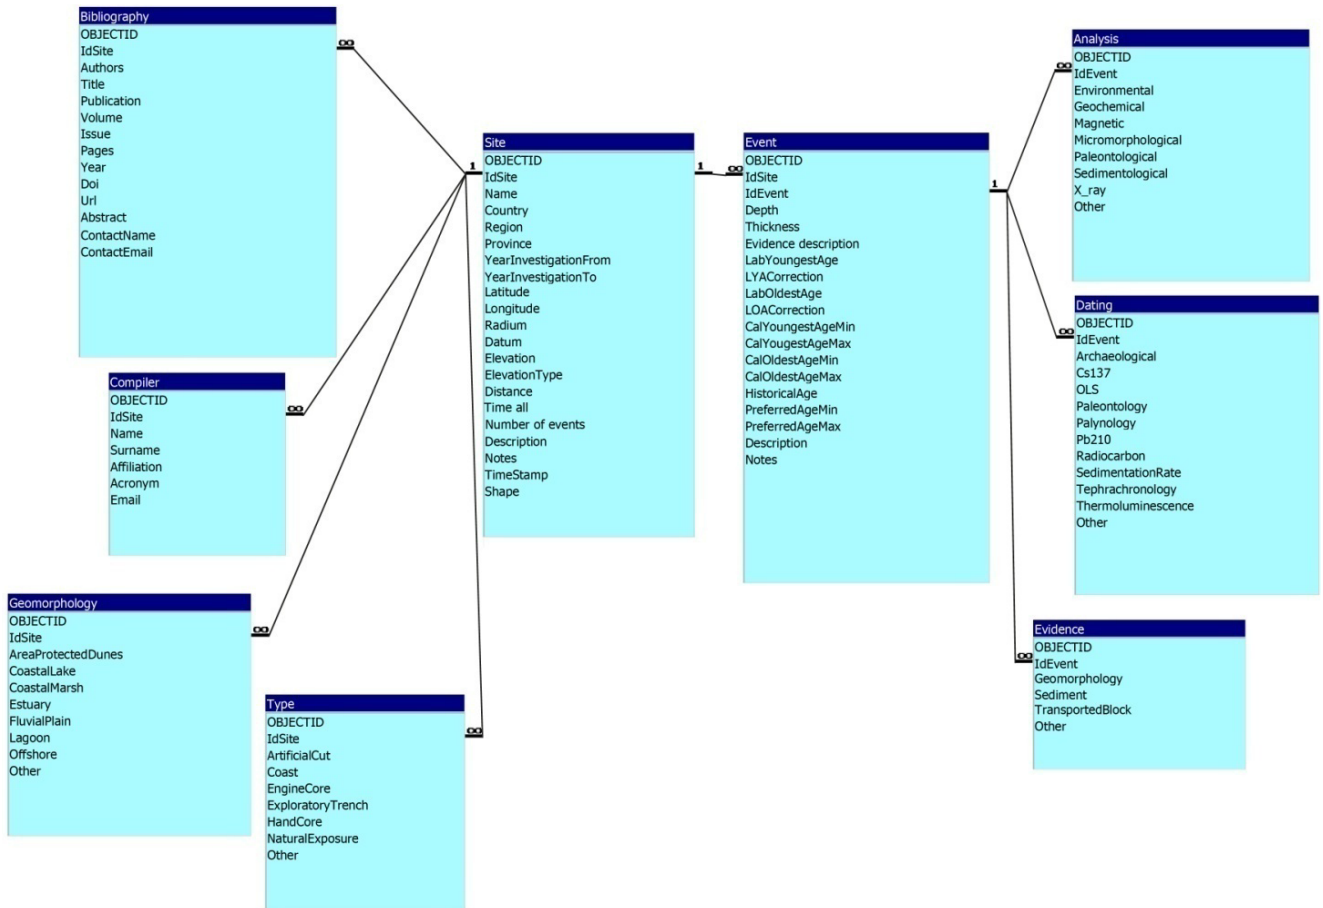 Bibliography
OBJECTID
IdSite
Authors
Title
Publication
Volume
Issue
Pages
Year
Doi
Url
Abstract
ContactName
ContactEmail
∞
Compiler
OBJECTID
IdSite
Name
Surname
Affiliation
Acronym
Email
∞
Geomorphology
OBJECTID
IdSite
AreaProtectedDunes
CoastalLake
CoastalMarsh
Estuary
FluvialPlain
Lagoon
Offshore
Other
∞
Type
OBJECTID
IdSite
ArtificialCut
Coast
EngineCore
ExploratoryTrench
HandCore
NaturalExposure
Other
∞
1
Site
OBJECTID
IdSite
Name
Country
Region
Province
YearInvestigationFrom
YearInvestigationTo
Latitude
Longitude
Radium
Datum
Elevation
ElevationType
Distance
Time all
Number of events
Description
Notes
TimeStamp
Shape
1
∞
Event
OBJECTID
IdSite
IdEvent
Depth
Thickness
Evidence description
LabYoungestAge
LYACorrection
LabOldestAge
LOACorrection
CalYoungestAgeMin
CalYougestAgeMax
CalOldestAgeMin
CalOldestAgeMax
HistoricalAge
PreferredAgeMin
PreferredAgeMax
Description
Notes
1
∞
Analysis
OBJECTID
IdEvent
Environmental
Geochemical
Magnetic
Micromorphological
Paleontological
Sedimentological
X_ray
Other
∞
Dating
OBJECTID
IdEvent
Archaeological
Cs137
OLS
Paleontology
Palynology
Pb210
Radiocarbon
SedimentationRate
Tephrachronology
Thermoluminescence
Other
∞
Evidence
OBJECTID
IdEvent
Geomorphology
Sediment
TransportedBlock
Other